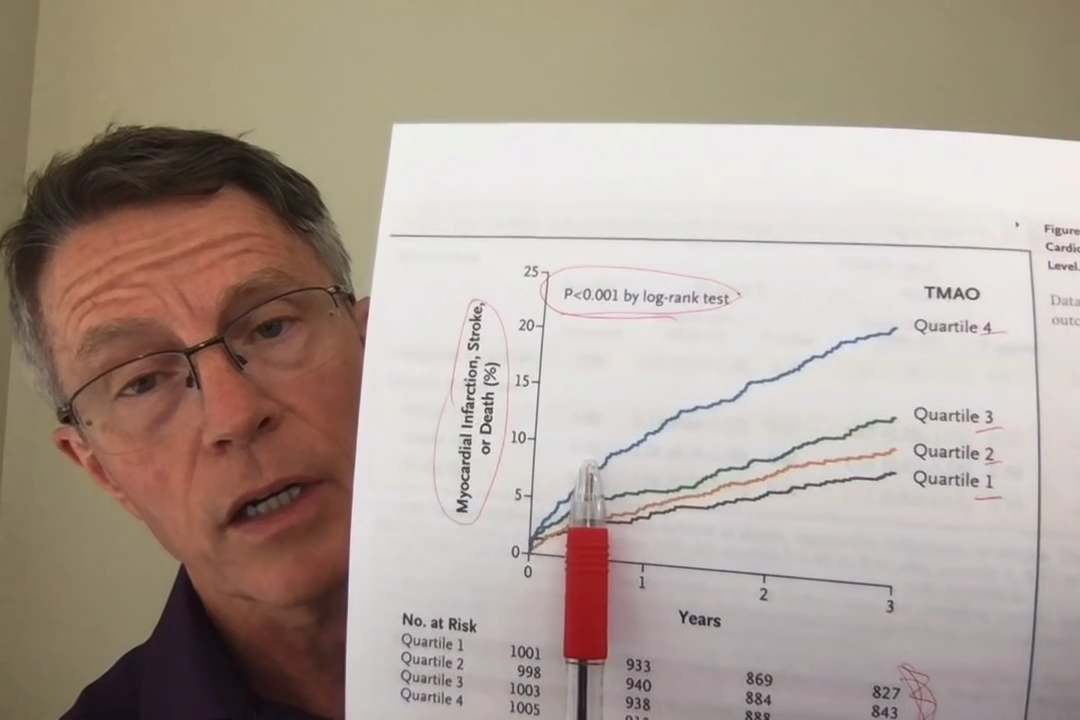 Figure
Cardio
Level.
Data
outc
25
P<0.001 by log-rank test
TMAO
20
Quartile 4
15
Myocardial Infarction, Stroke,
or Death (%)
10
Quartile 3
Quartile 2
5
Quartile 1
0
0 1 2 3
Years
No. at Risk
Quartile 1 1001 933 869 827
Quartile 2 998 940 884 843
Quartile 3 1003 938 888
Quartile 4 1005